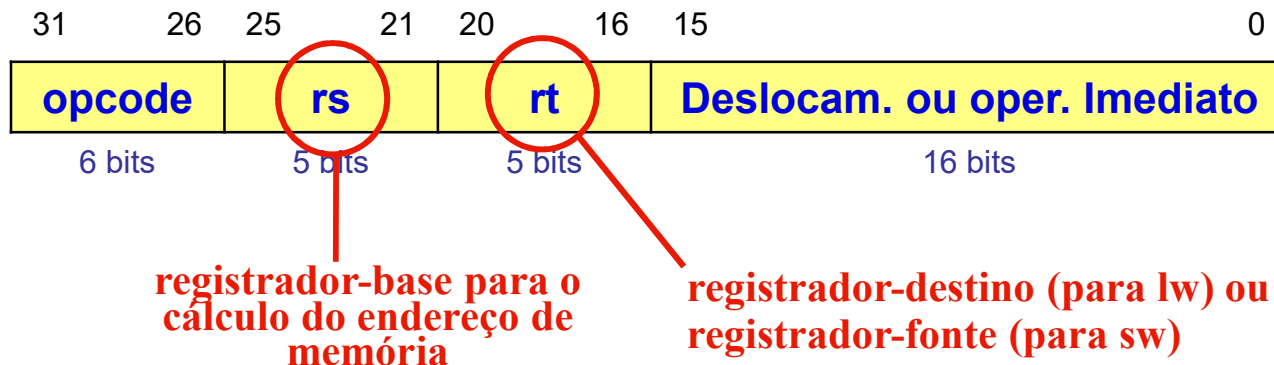 31 26 25 21 20 16 15 0
opcode rs rt Deslocam. ou oper. Imediato
6 bits 5 bits 5 bits 16 bits
registrador-base para o
cálculo do endereço de
memória
registrador-destino (para lw) ou
registrador-fonte (para sw)